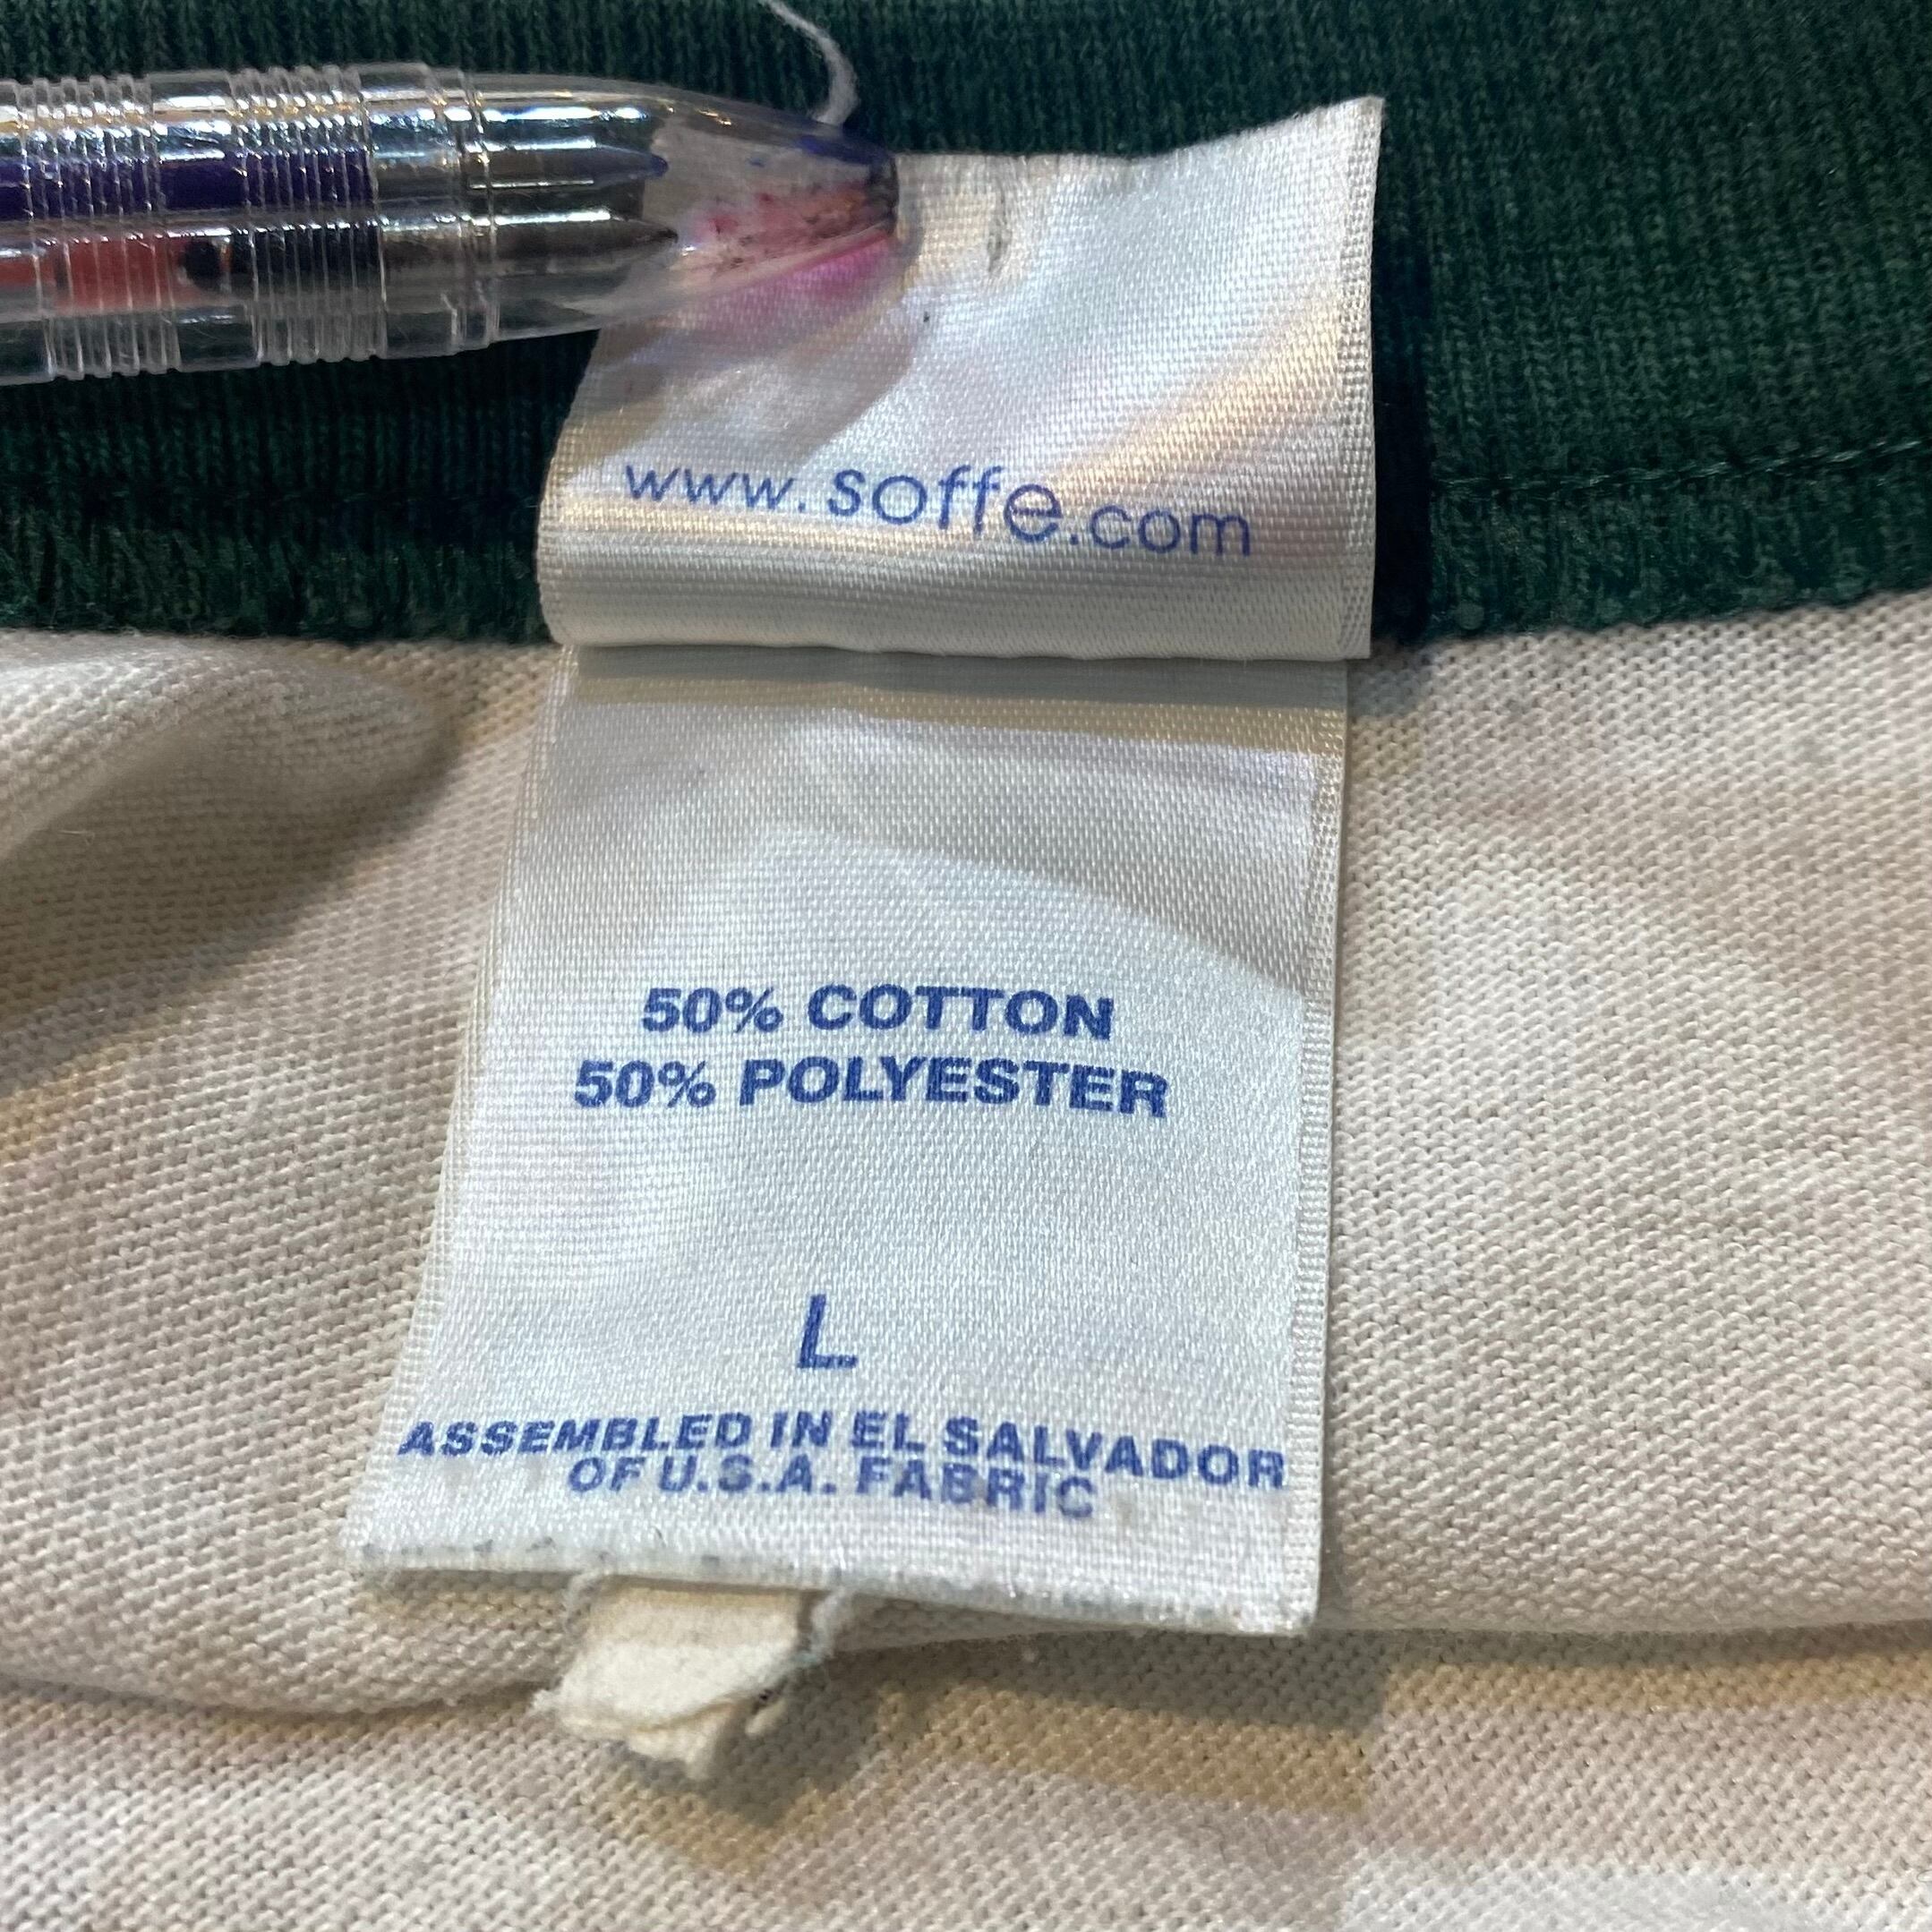 www.soffe.com
50% COTTON
50% POLYESTER
L
ASSEMBLED IN EL SALVADOR
OF U.S.A. FABRIC